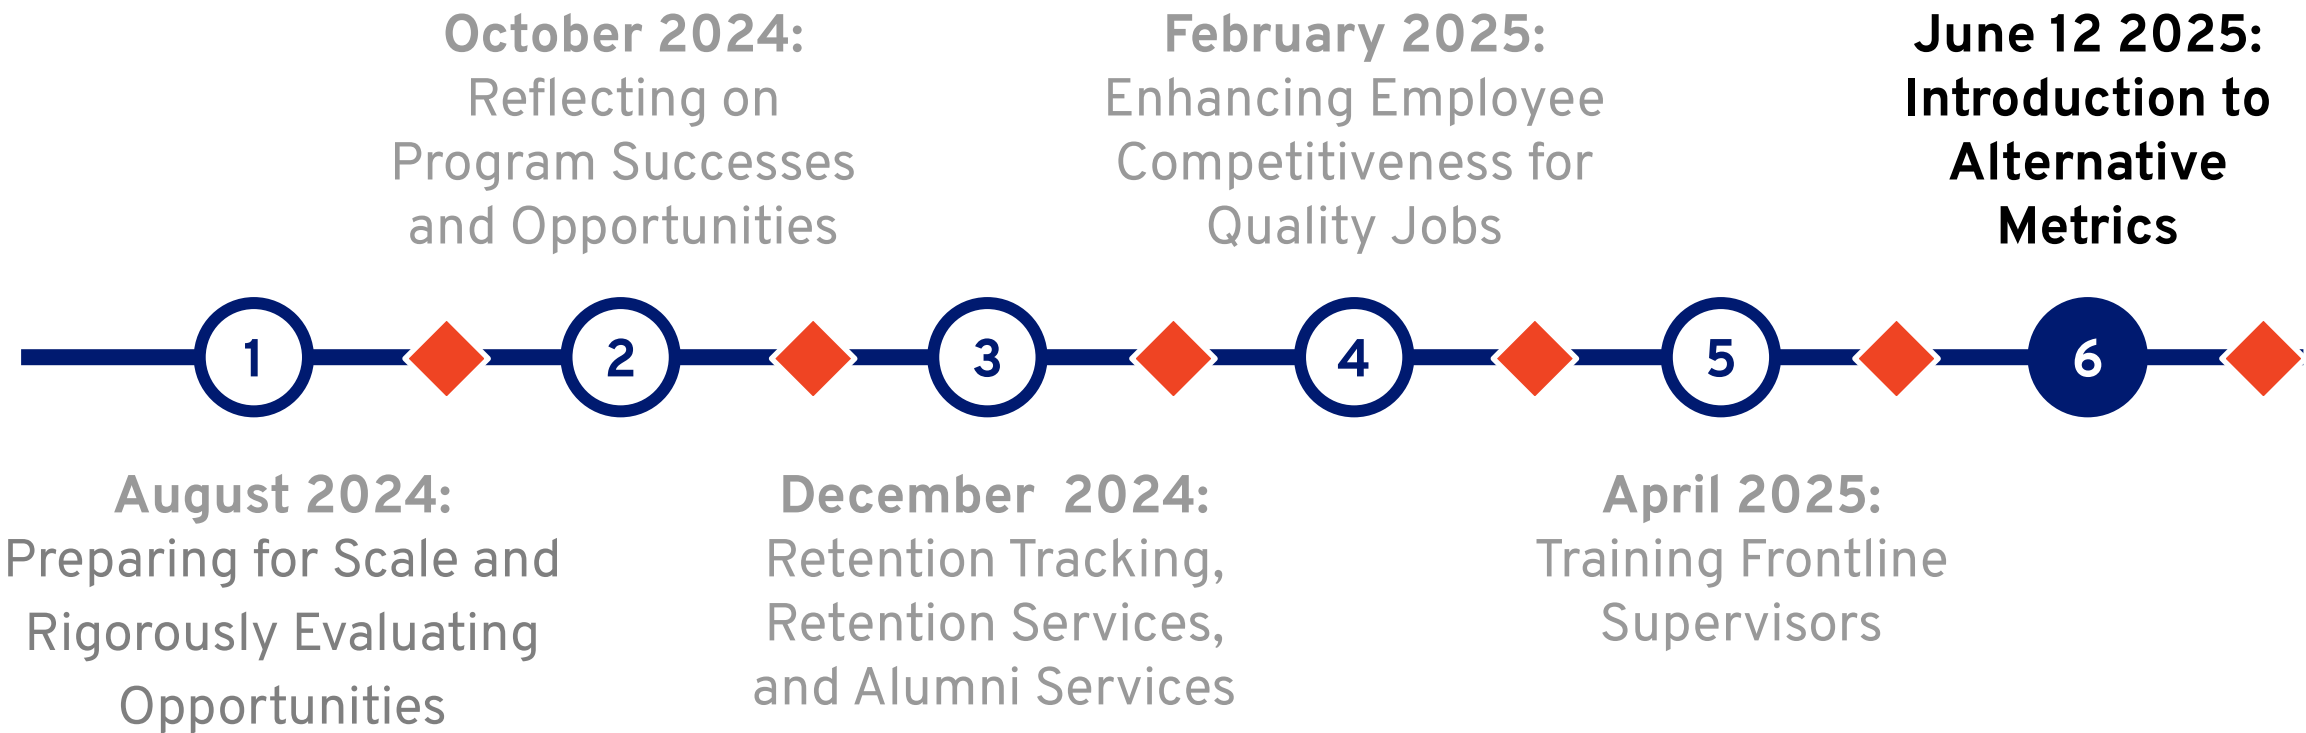 October 2024:
Reflecting on
Program Successes
and Opportunities
February 2025:
Enhancing Employee
Competitiveness for
Quality Jobs
June 12 2025:
Introduction to
Alternative
Metrics
1
2
3
4
5
6
August 2024:
Preparing for Scale and
Rigorously Evaluating
Opportunities
December  2024:
Retention Tracking,
Retention Services,
and Alumni Services
April 2025:
Training Frontline
Supervisors